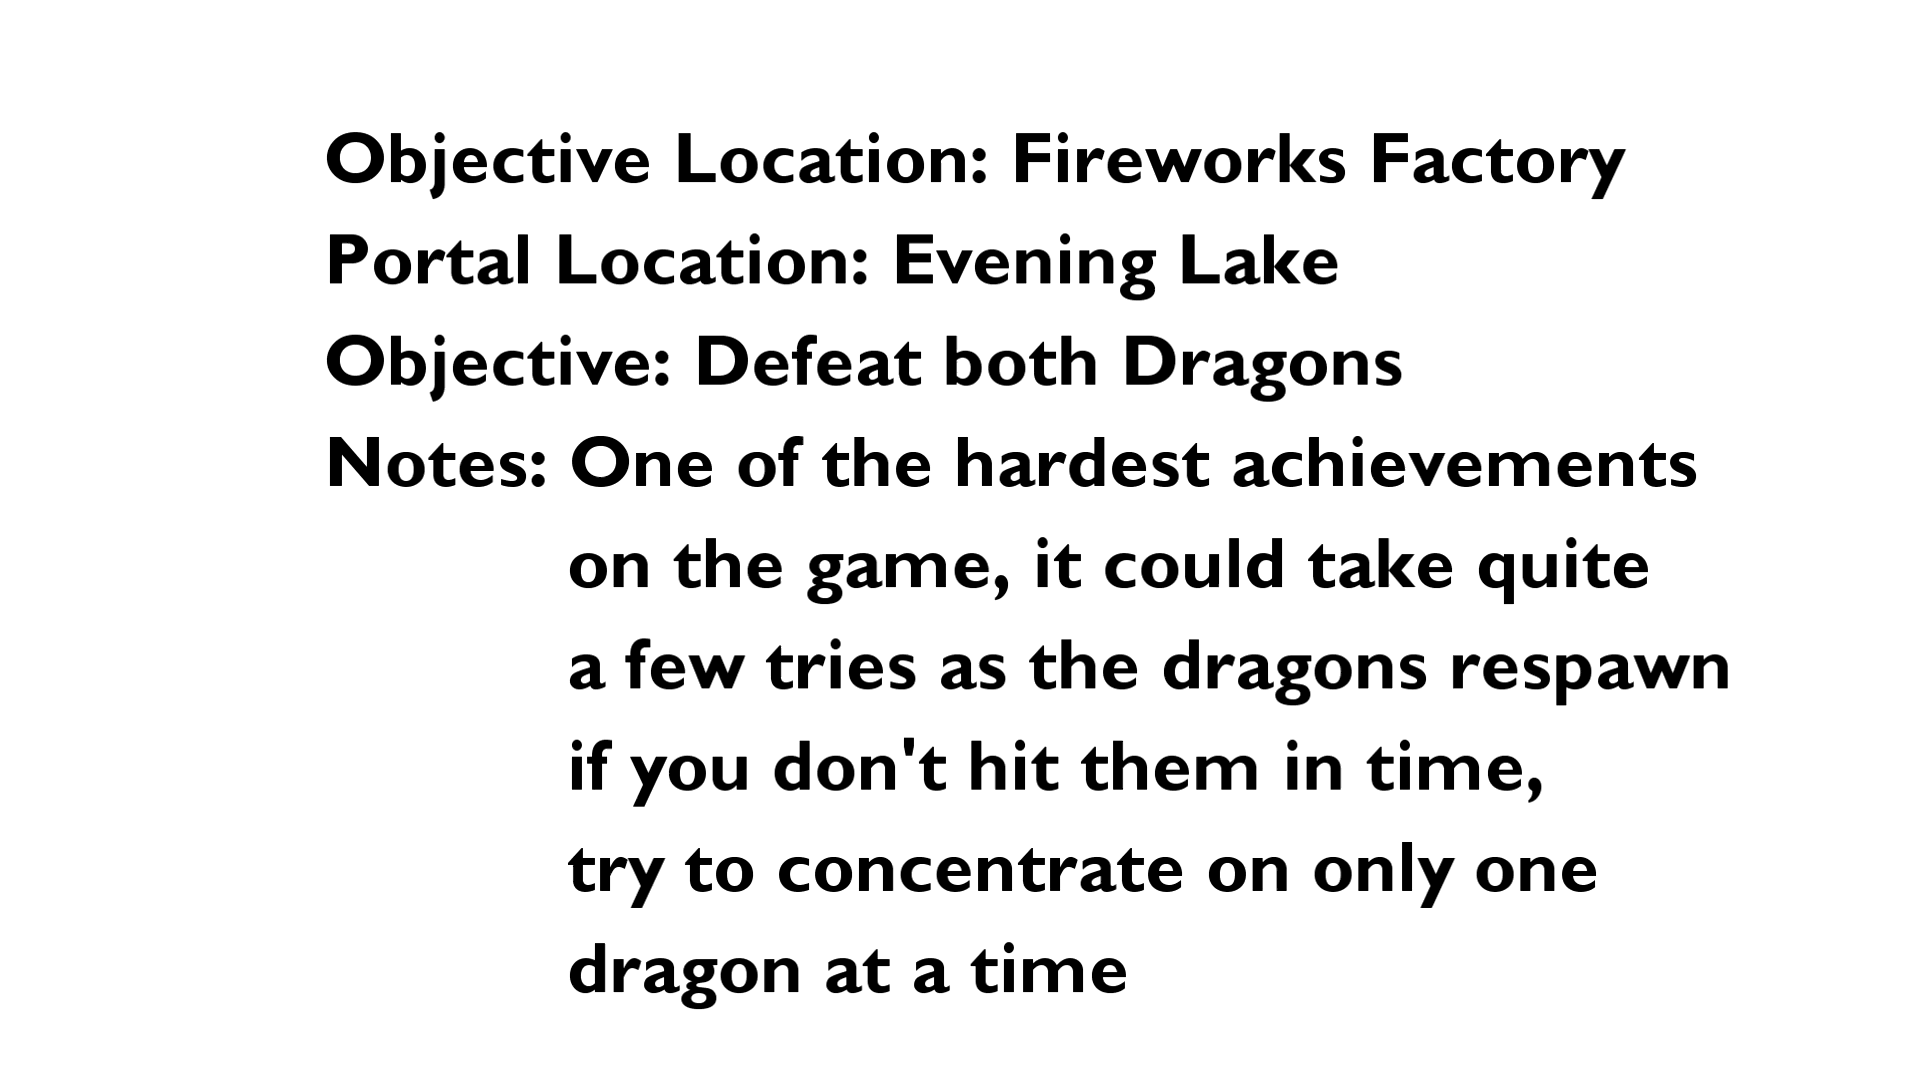 Objective Location: Fireworks Factory
Portal Location: Evening Lake
Objective: Defeat both Dragons
Notes: One of the hardest achievements
on the game, it could take quite
a few tries as the dragons respawn
if you don't hit them in time,
try to concentrate on only one
dragon at a time